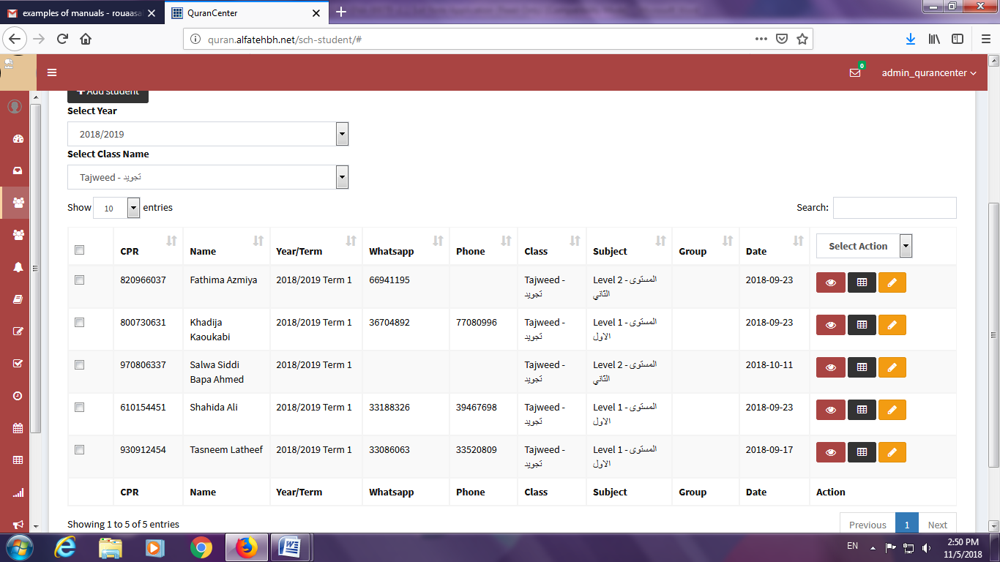 examples of manuals - rouaasa
QuranCenter
quran.alfatehbh.net/sch-student/#
0
admin_qurancenter
Add student
Select Year
2018/2019
Select Class Name
Tajweed - تجويد
Show 10 entries
Search:
CPR Name Year/Term Whatsapp Phone Class Subject Group Date Select Action
820966037 Fathima Azmiya 2018/2019 Term 1 66941195 Tajweed - Level 2 - المستوى 2018-09-23
تجويد الثاني
800730631 Khadija 2018/2019 Term 1 36704892 77080996 Tajweed - Level 1 - المستوى 2018-09-23
Kaoukabi تجويد الاول
970806337 Salwa Siddi 2018/2019 Term 1 Tajweed - Level 2 - المستوى 2018-10-11
Bapa Ahmed تجويد الثاني
610154451 Shahida Ali 2018/2019 Term 1 33188326 39467698 Tajweed - Level 1 - المستوى 2018-09-23
تجويد الاول
930912454 Tasneem Latheef 2018/2019 Term 1 33086063 33520809 Tajweed - Level 1 - المستوى 2018-09-17
تجويد الاول
CPR Name Year/Term Whatsapp Phone Class Subject Group Date Action
Showing 1 to 5 of 5 entries
Previous 1 Next
EN
2:50 PM
11/5/2018